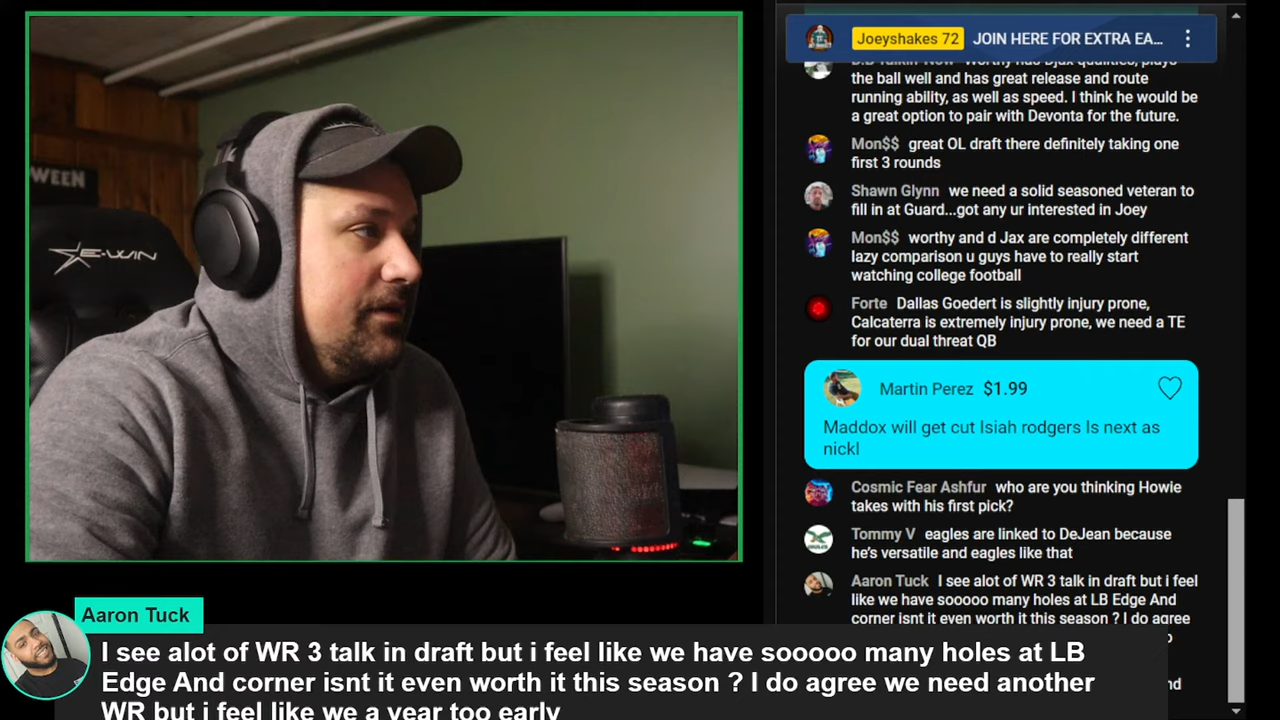 WEEN
E-WIN
Joeyshakes 72 JOIN HERE FOR EXTRA EA...
D.B Talkin' Now Worthy has Djax qualities, plays
the ball well and has great release and route
running ability, as well as speed. I think he would be
a great option to pair with Devonta for the future.
Mon$$ great OL draft there definitely taking one
first 3 rounds
Shawn Glynn we need a solid seasoned veteran to
fill in at Guard...got any ur interested in Joey
Mon$$ worthy and d Jax are completely different
lazy comparison u guys have to really start
watching college football
Forte Dallas Goedert is slightly injury prone,
Calcaterra is extremely injury prone, we need a TE
for our dual threat QB
Martin Perez $1.99
Maddox will get cut Isiah rodgers Is next as
nickl
Cosmic Fear Ashfur who are you thinking Howie
takes with his first pick?
Tommy V eagles are linked to DeJean because
he's versatile and eagles like that
Aaron Tuck I see alot of WR 3 talk in draft but i feel
like we have sooooo many holes at LB Edge And
corner isnt it even worth it this season ? I do agree
Aaron Tuck
I see alot of WR 3 talk in draft but i feel like we have sooooo many holes at LB
Edge And corner isnt it even worth it this season ? I do agree we need another
WR but i feel like we a year too early